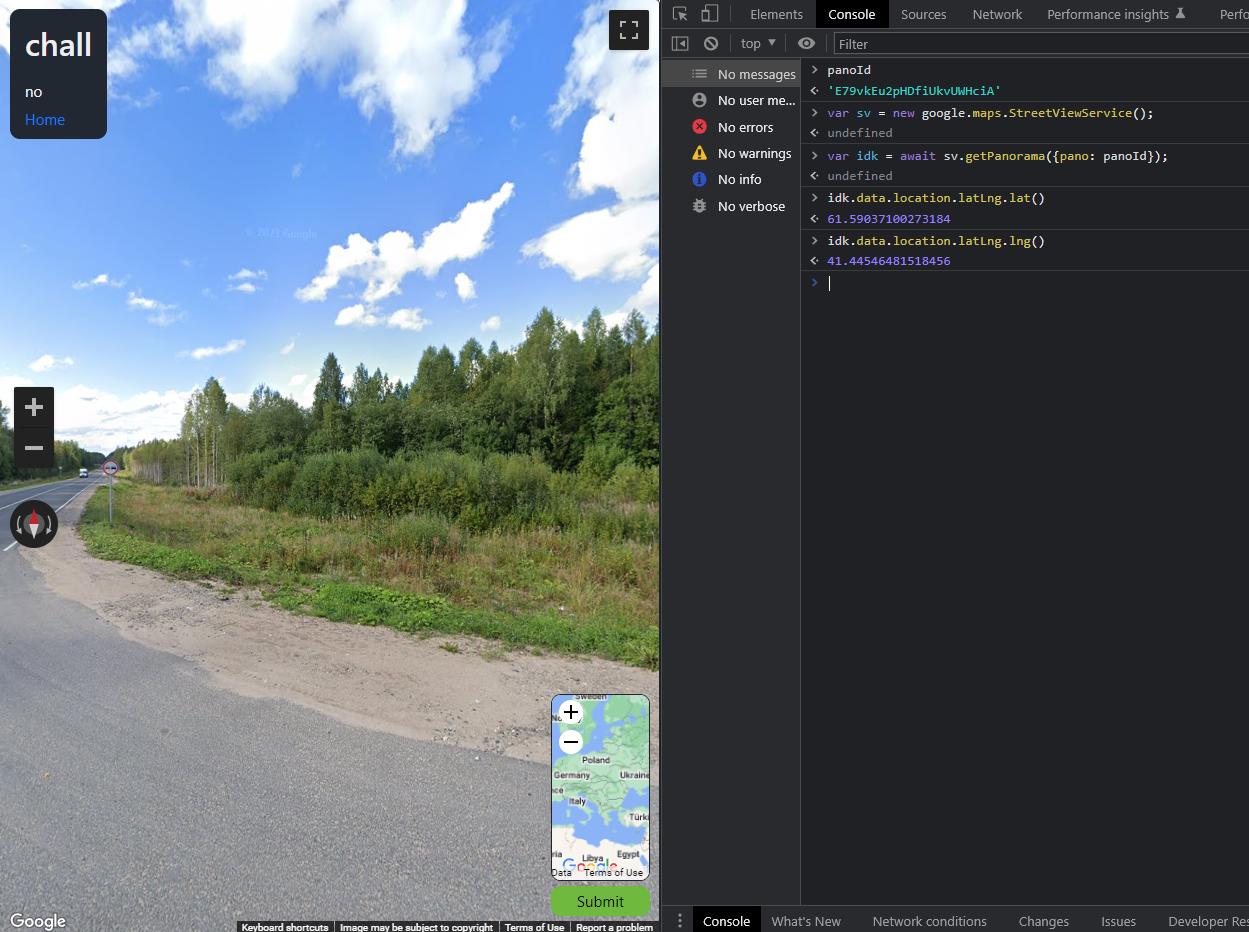 chall
no
Home
© 2023 Google
Sweden
Poland
Germany
Ukraine
Italy
Libya
Egypt
Google
Data
Terms of Use
Submit
Google
Keyboard shortcuts
Image may be subject to copyright
Terms of Use
Report a problem
Elements
Console
Sources
Network
Performance insights
Perfo
top
Filter
No messages
No user me...
No errors
No warnings
No info
No verbose
> panoId
'E79vkEu2pHDfiUkvUWHciA'
> var sv = new google.maps.StreetViewService();
undefined
> var idk = await sv.getPanorama({pano: panoId});
undefined
> idk.data.location.latLng.lat()
61.59037100273184
> idk.data.location.latLng.lng()
41.44546481518456
>
Console
What's New
Network conditions
Changes
Issues
Developer Res